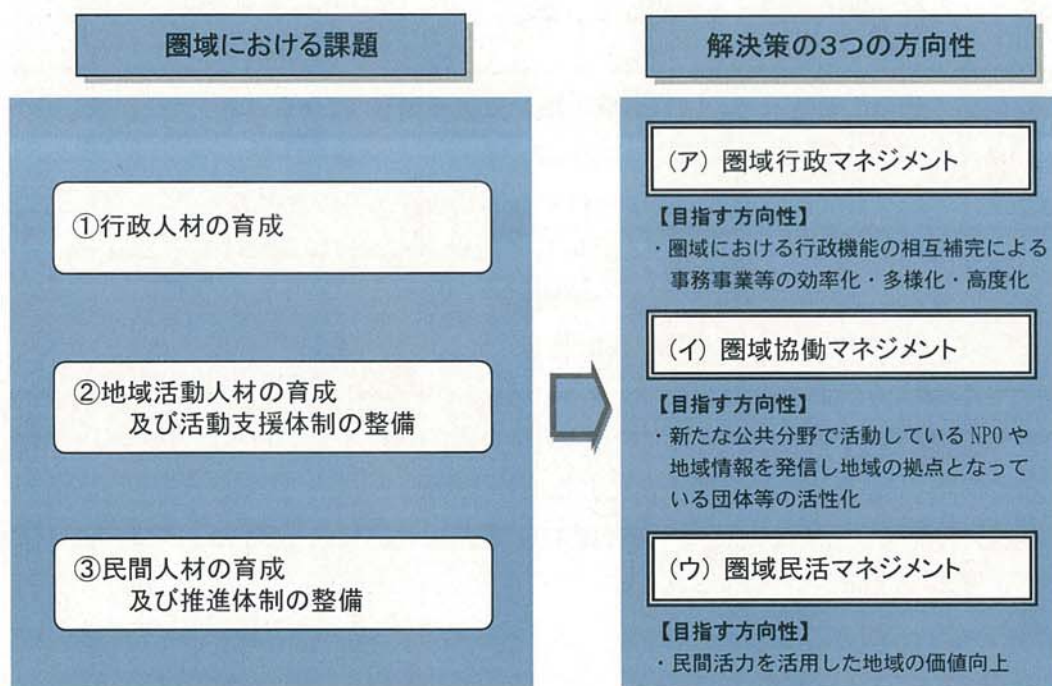 圏域における課題
①行政人材の育成
②地域活動人材の育成
及び活動支援体制の整備
③民間人材の育成
及び推進体制の整備
解決策の3つの方向性
(ア) 圏域行政マネジメント
【目指す方向性】
・圏域における行政機能の相互補完による
事務事業等の効率化・多様化・高度化
(イ) 圏域協働マネジメント
【目指す方向性】
・新たな公共分野で活動している NPO や
地域情報を発信し地域の拠点となって
いる団体等の活性化
(ウ) 圏域民活マネジメント
【目指す方向性】
・民間活力を活用した地域の価値向上